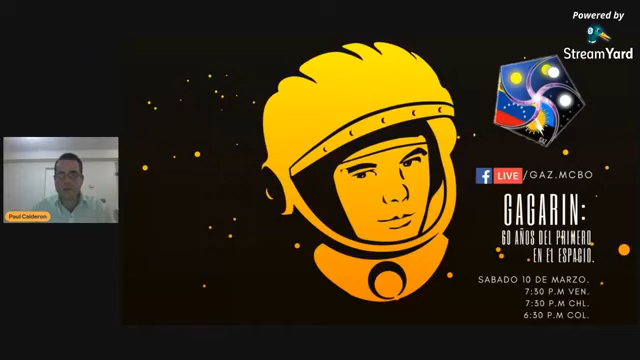 Powered by
StreamYard
f LIVE /GAZ.MCBO
GAGARIN:
60 AÑOS DEL PRIMERO
EN El ESPACIO.
SABADO 10 DE MARZO.
7:30 P.M VEN.
7:30 P.M CHL.
6:30 P.M COL.
Paul Calderon